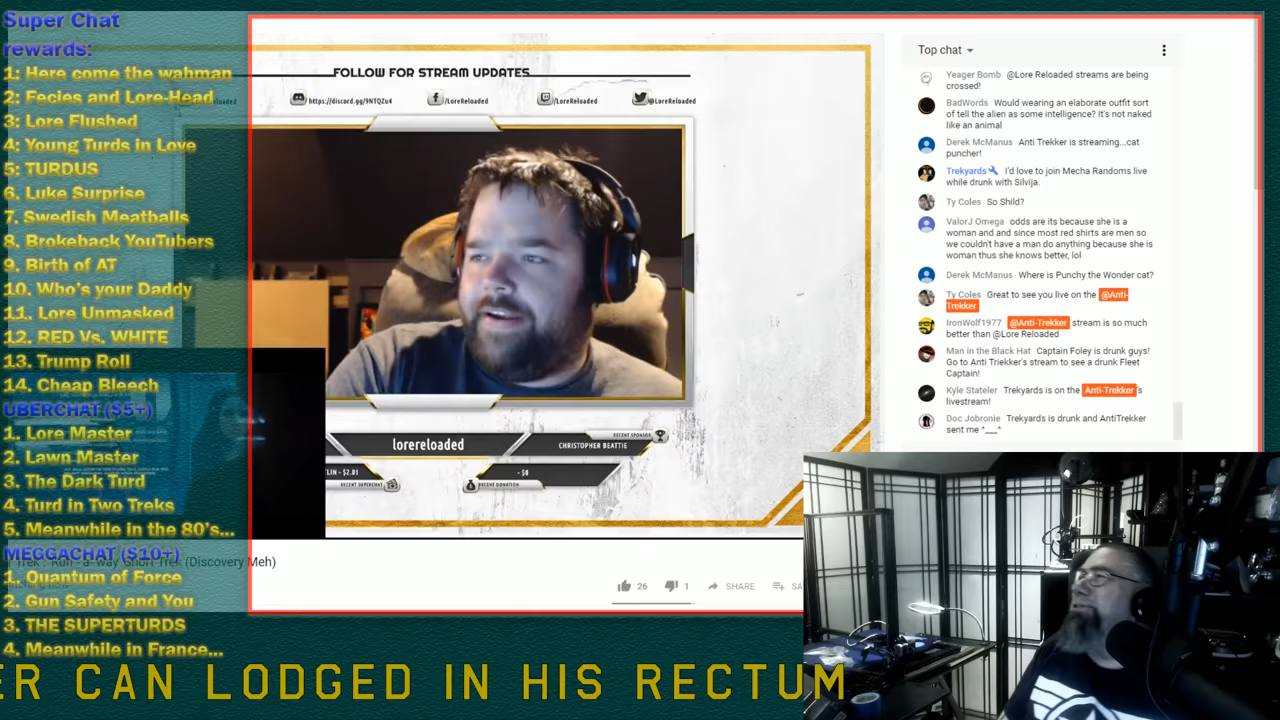 Super Chat
rewards:
1: Here come the wahman
2: Fecies and Lore-Head
3: Lore Flushed
4: Young Turds in Love
5: TURDUS
6. Luke Surprise
7. Swedish Meatballs
8. Brokeback YouTubers
9. Birth of AT
10. Who's your Daddy
11. Lore Unmasked
12. RED Vs. WHITE
13. Trump Roll
14. Cheap Bleech
UBERCHAT ($5+)
1. Lore Master
2. Lawn Master
3. The Dark Turd
4. Turd in Two Treks
5. Meanwhile in the 80's...
MEGGACHAT ($10+)
1. Quantum of Force
2. Gun Safety and You
3. THE SUPERTURDS
4. Meanwhile in France...
FOLLOW FOR STREAM UPDATES
https://discord.gg/9NTQZu4 /LoreReloaded /LoreReloaded @LoreReloaded
lorereloaded
RECENT SPONSOR
CHRISTOPHER BEATTIE
TLIN - $2.01
RECENT SUPERCHAT
- $0
RECENT DONATION
Trek : Run - a- way Short Trek (Discovery Meh)
26 1 SHARE SA
Top chat
Yeager Bomb @Lore Reloaded streams are being
crossed!
BadWords Would wearing an elaborate outfit sort
of tell the alien as some intelligence? It's not naked
like an animal
Derek McManus Anti Trekker is streaming...cat
puncher!
Trekyards I'd love to join Mecha Randoms live
while drunk with Silvija.
Ty Coles So Shild?
ValorJ Omega odds are its because she is a
woman and and since most red shirts are men so
we couldn't have a man do anything because she is
woman thus she knows better, lol
Derek McManus Where is Punchy the Wonder cat?
Ty Coles Great to see you live on the @Anti-
Trekker
IronWolf1977 @Anti-Trekker stream is so much
better than @Lore Reloaded
Man in the Black Hat Captain Foley is drunk guys!
Go to Anti Triekker's stream to see a drunk Fleet
Captain!
Kyle Stateler Trekyards is on the Anti-Trekker's
livestream!
Doc Jobronie Trekyards is drunk and AntiTrekker
sent me ^___^
ER CAN LODGED IN HIS RECTUM